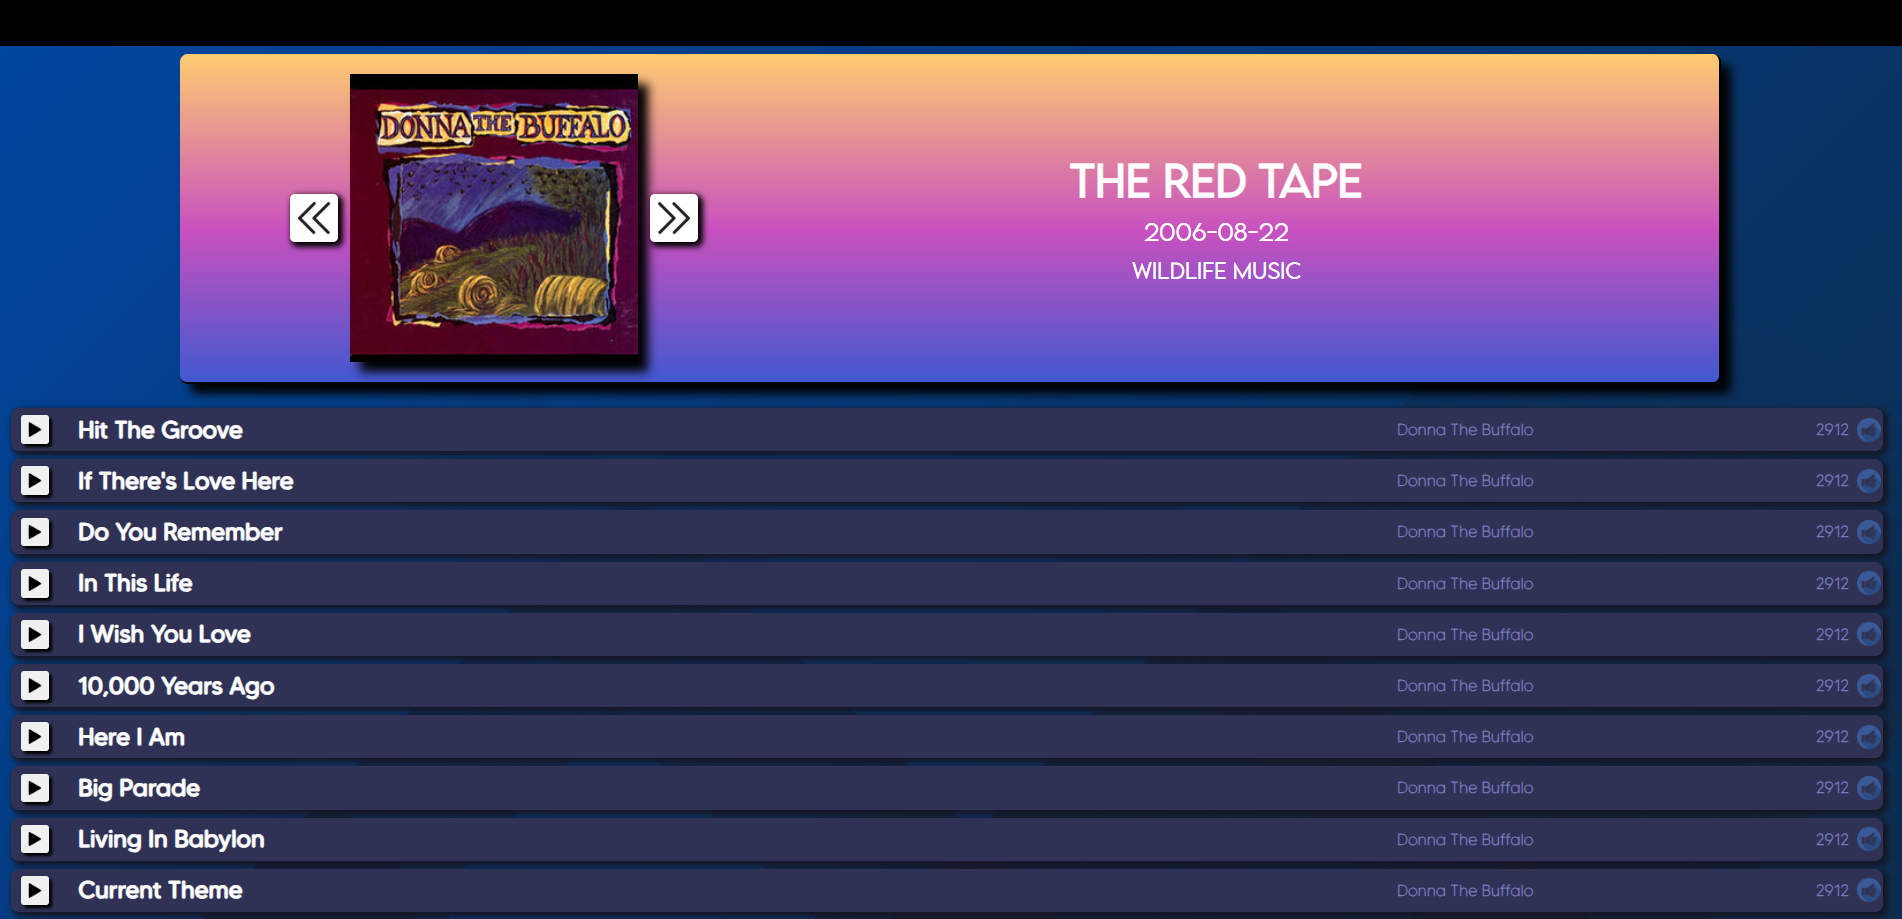 DONNA THE BUFFALO
THE RED TAPE
2006-08-22
WILDLIFE MUSIC
Hit The Groove Donna The Buffalo 2912
If There's Love Here Donna The Buffalo 2912
Do You Remember Donna The Buffalo 2912
In This Life Donna The Buffalo 2912
I Wish You Love Donna The Buffalo 2912
10,000 Years Ago Donna The Buffalo 2912
Here I Am Donna The Buffalo 2912
Big Parade Donna The Buffalo 2912
Living In Babylon Donna The Buffalo 2912
Current Theme Donna The Buffalo 2912